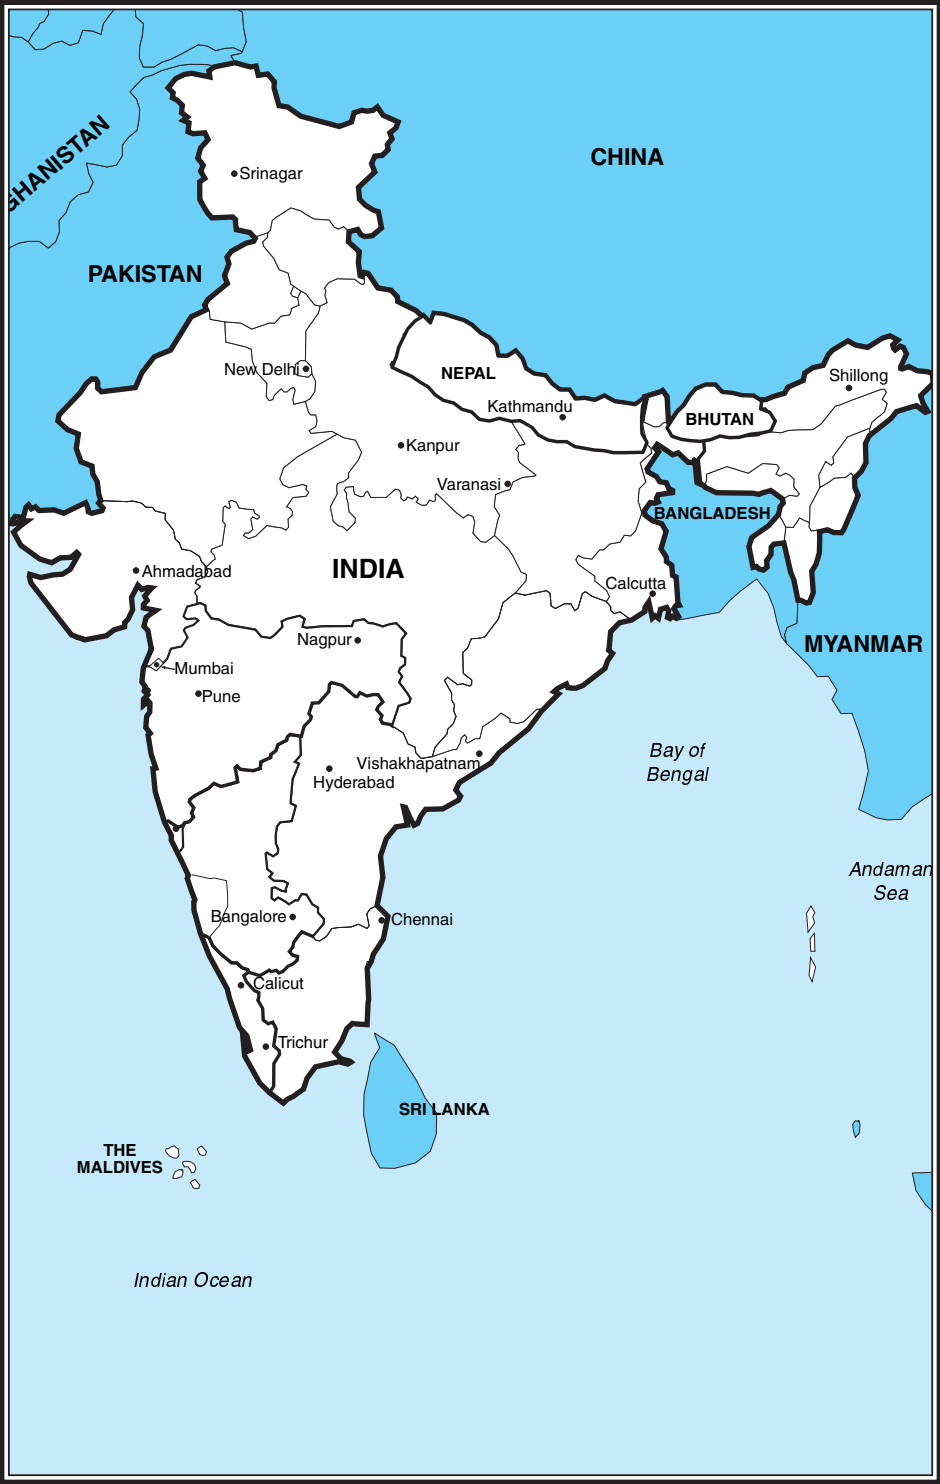 CHINA
GHANISTAN
Srinagar
PAKISTAN
New Delhi
NEPAL
Shillong
Kathmandu
BHUTAN
Kanpur
Varanasi
BANGLADESH
INDIA
Ahmadabad
Calcutta
Nagpur
MYANMAR
Mumbai
Pune
Bay of
Bengal
Vishakhapatnam
Hyderabad
Andaman
Sea
Bangalore
Chennai
Calicut
Trichur
SRI LANKA
THE
MALDIVES
Indian Ocean